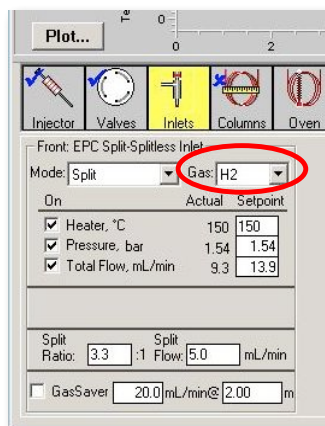 Te
0
Plot...
0 2
Injector Valves Inlets Columns Oven
Front: EPC Split-Splitless Inlet
Mode: Split Gas: H2
On Actual Setpoint
Heater, °C 150 150
Pressure, bar 1.54 1.54
Total Flow, mL/min 9.3 13.9
Split Ratio: 3.3 :1 Split Flow: 5.0 mL/min
GasSaver 20.0 mL/min@ 2.00 m